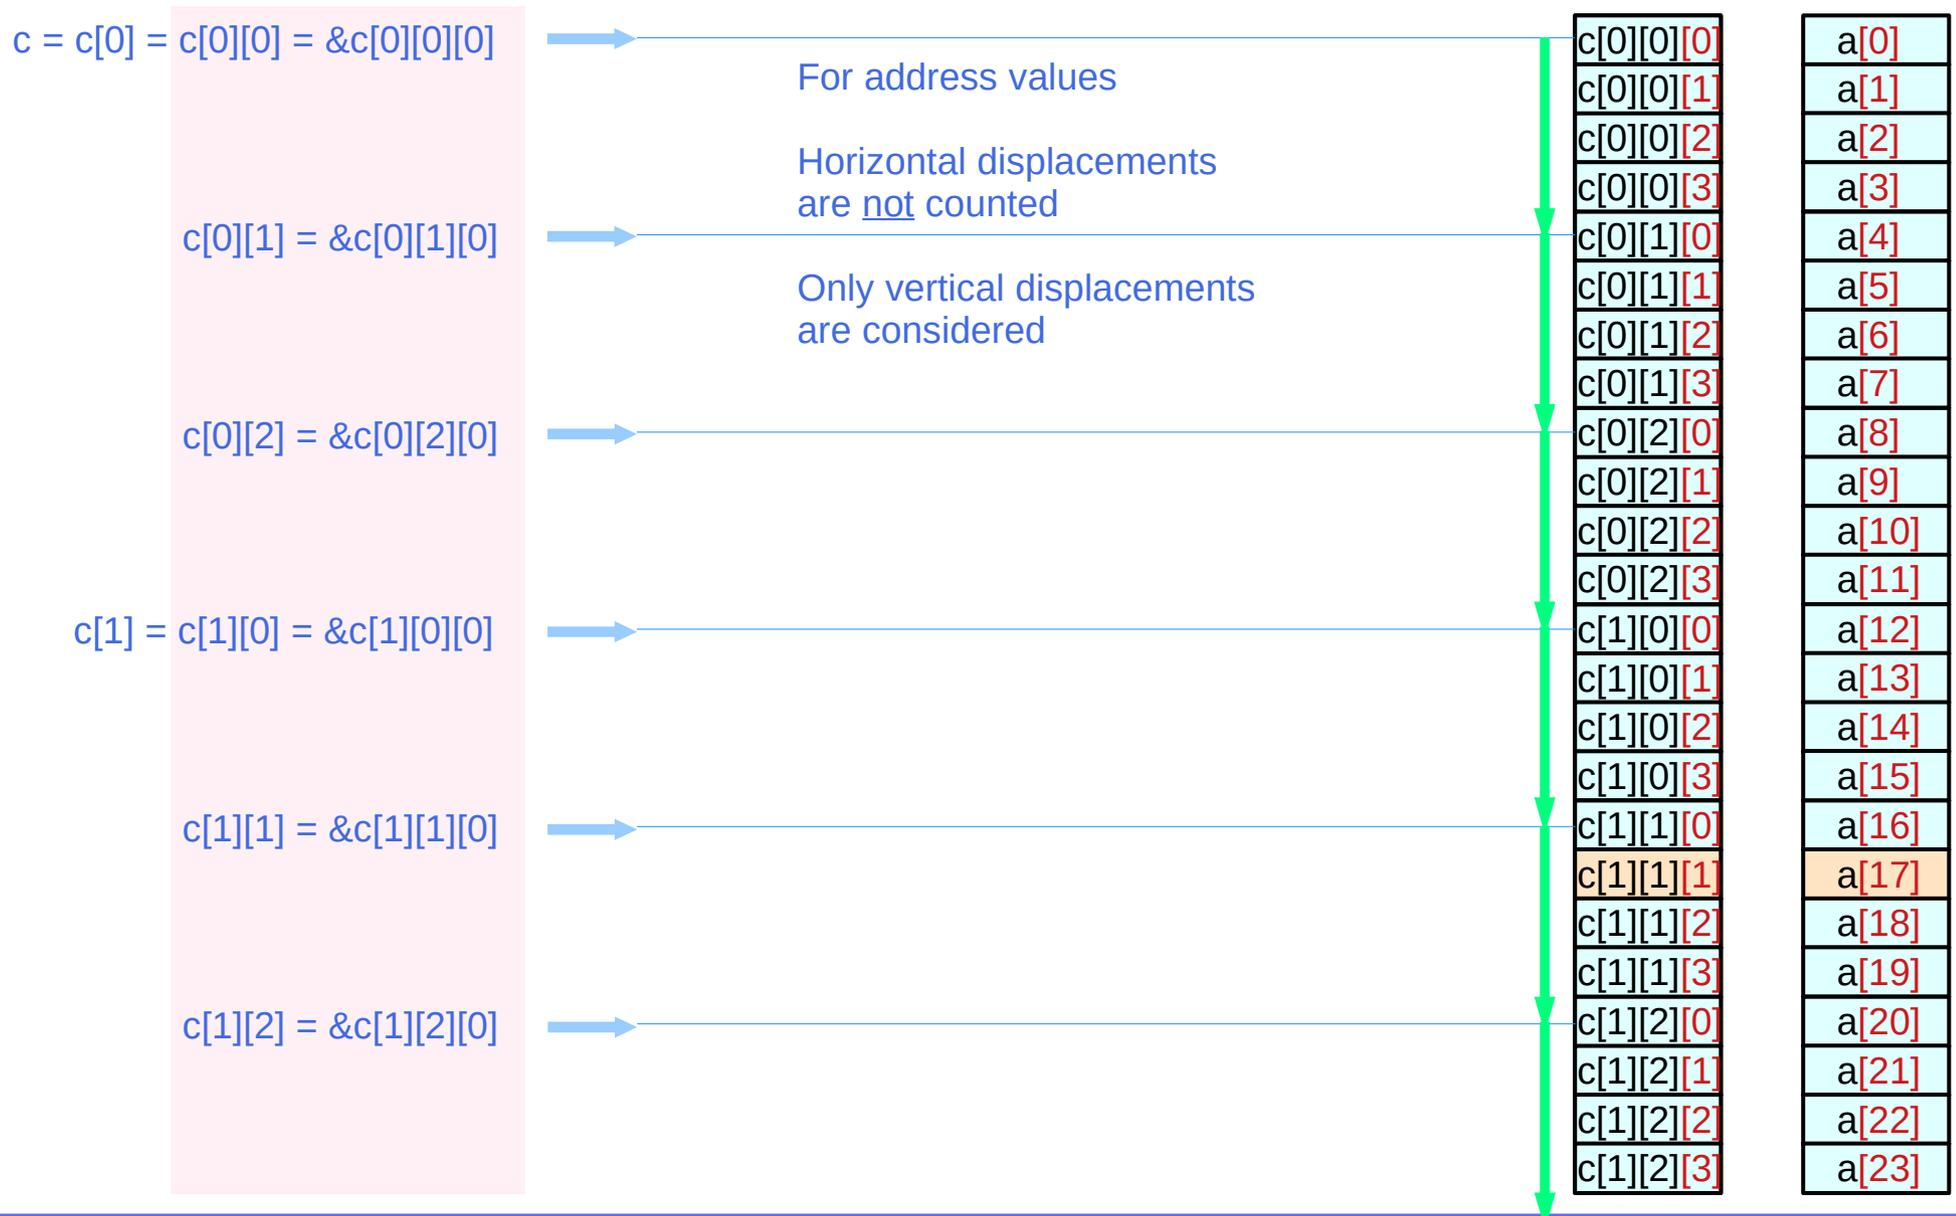 c = c[0] = c[0][0] = &c[0][0][0]
For address values
Horizontal displacements
are not counted
c[0][1] = &c[0][1][0]
Only vertical displacements
are considered
c[0][2] = &c[0][2][0]
c[1] = c[1][0] = &c[1][0][0]
c[1][1] = &c[1][1][0]
c[1][2] = &c[1][2][0]
c[0][0][0]
c[0][0][1]
c[0][0][2]
c[0][0][3]
c[0][1][0]
c[0][1][1]
c[0][1][2]
c[0][1][3]
c[0][2][0]
c[0][2][1]
c[0][2][2]
c[0][2][3]
c[1][0][0]
c[1][0][1]
c[1][0][2]
c[1][0][3]
c[1][1][0]
c[1][1][1]
c[1][1][2]
c[1][1][3]
c[1][2][0]
c[1][2][1]
c[1][2][2]
c[1][2][3]
a[0]
a[1]
a[2]
a[3]
a[4]
a[5]
a[6]
a[7]
a[8]
a[9]
a[10]
a[11]
a[12]
a[13]
a[14]
a[15]
a[16]
a[17]
a[18]
a[19]
a[20]
a[21]
a[22]
a[23]